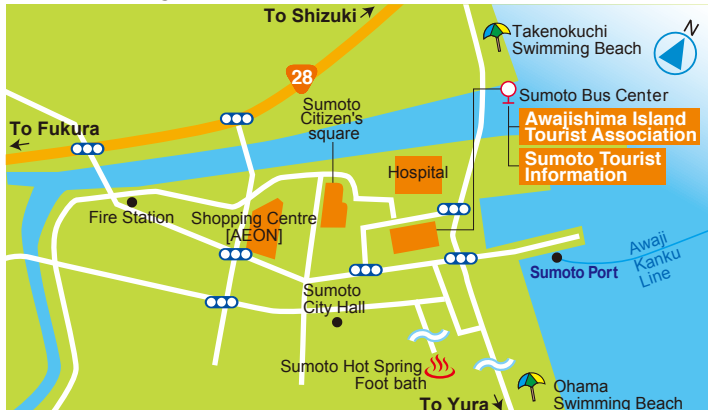 To Shizuki
N
Takenokuchi
Swimming Beach
28
Sumoto
Citizen's
square
Sumoto Bus Center
Awajishima Island
Tourist Association
Sumoto Tourist
Information
To Fukura
Hospital
Fire Station
Shopping Centre
[AEON]
Awaji
Kanku
Line
Sumoto Port
Sumoto
City Hall
Sumoto Hot Spring
Foot bath
Ohama
Swimming Beach
To Yura